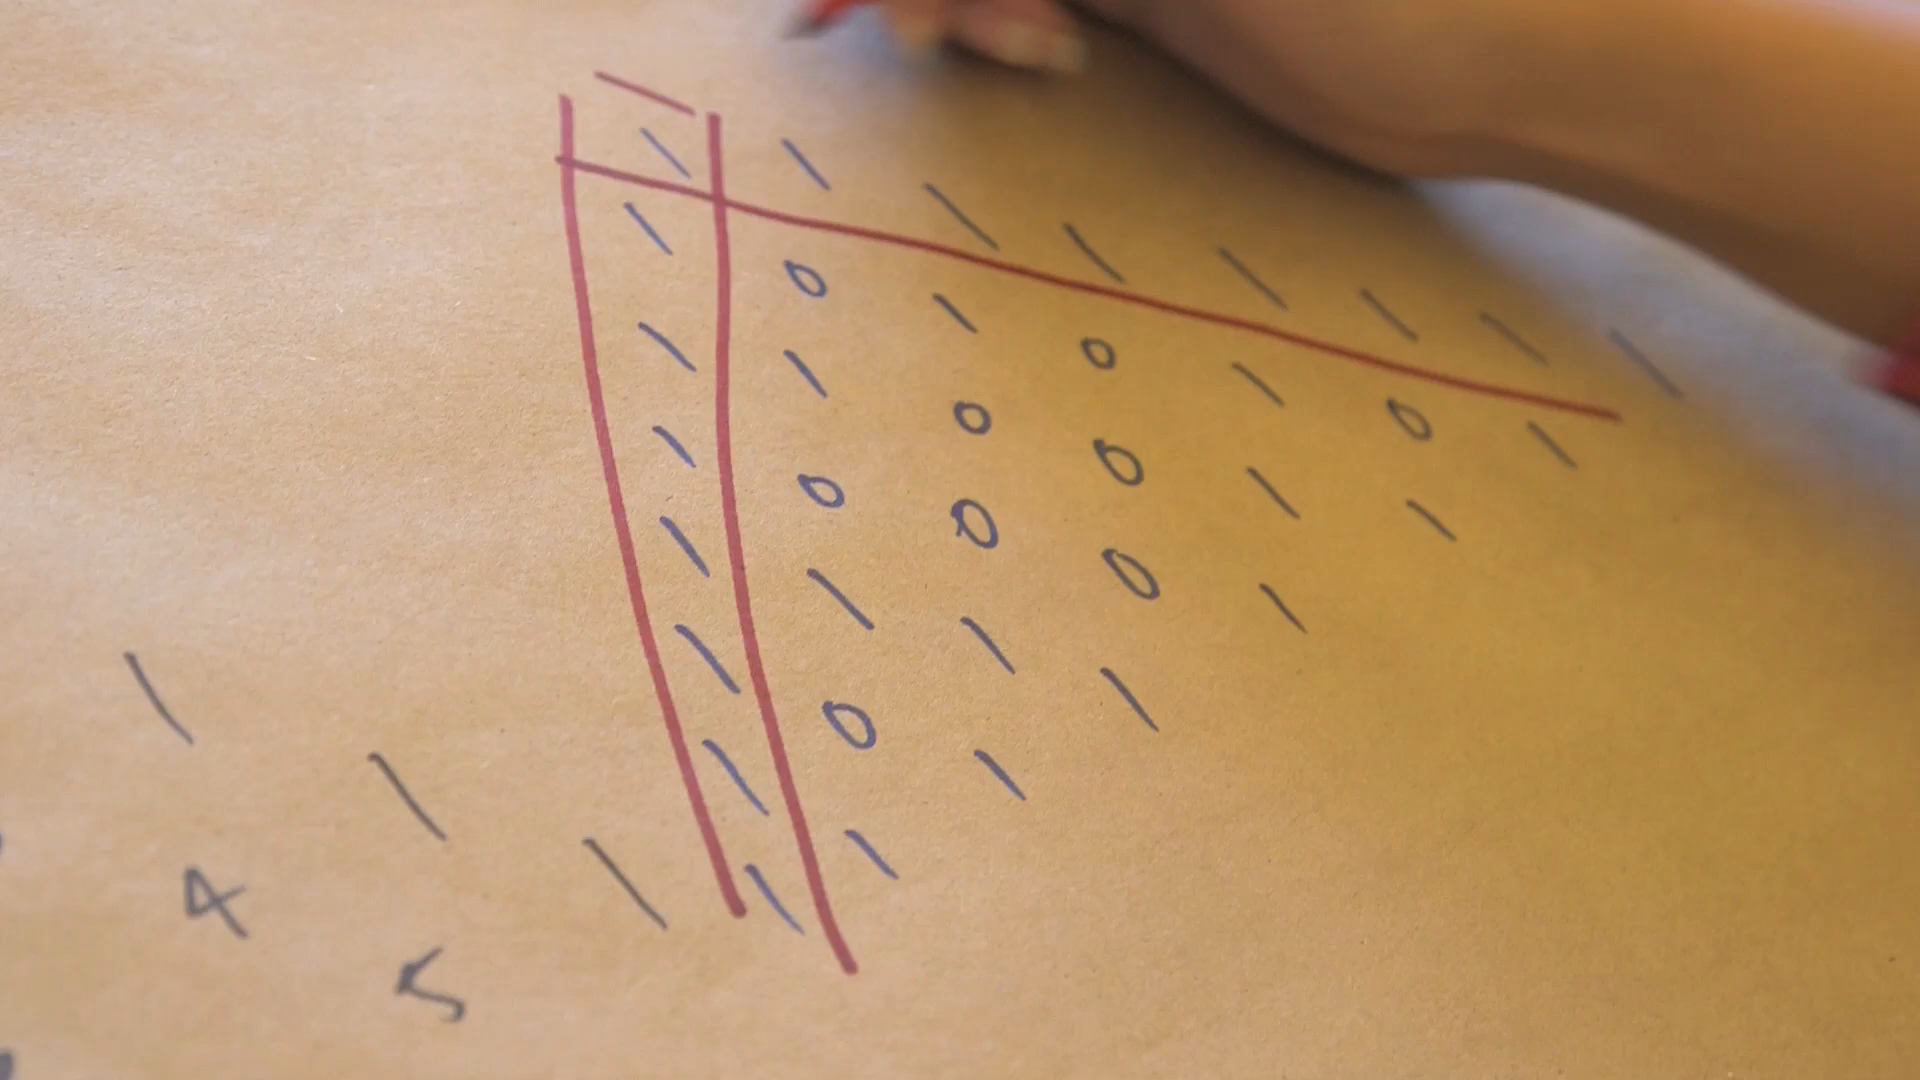 1 1 1 1 1 1 1 1
1 0 1 0 1 0 1
1 1 0 0 1 1
1 0 0 0 1
1 1 1 1
1 0 1
1 1
1
1 1 1
4 5